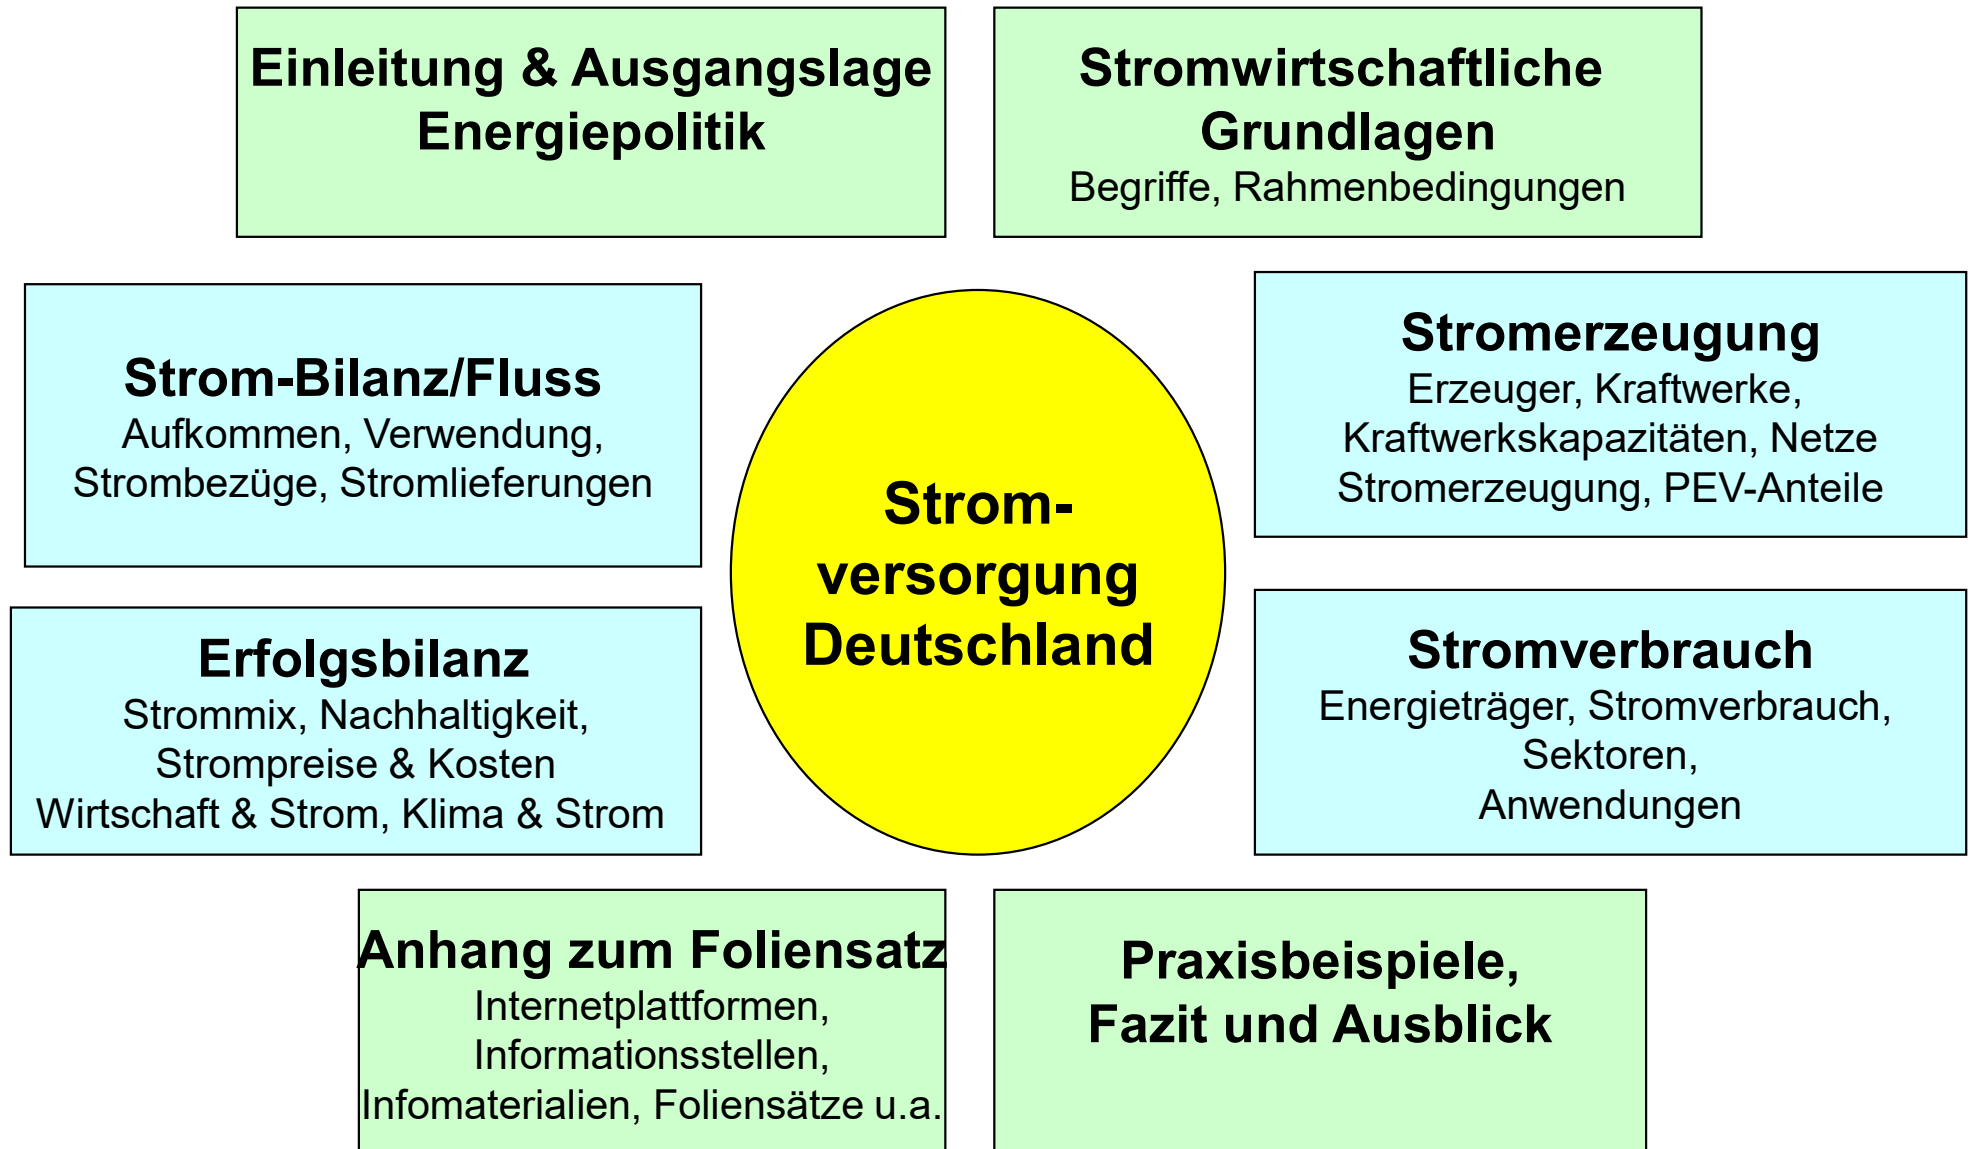 Einleitung & Ausgangslage
Energiepolitik
Stromwirtschaftliche
Grundlagen
Begriffe, Rahmenbedingungen
Strom-Bilanz/Fluss
Aufkommen, Verwendung,
Strombezüge, Stromlieferungen
Strom-
versorgung
Deutschland
Stromerzeugung
Erzeuger, Kraftwerke,
Kraftwerkskapazitäten, Netze
Stromerzeugung, PEV-Anteile
Erfolgsbilanz
Strommix, Nachhaltigkeit,
Strompreise & Kosten
Wirtschaft & Strom, Klima & Strom
Stromverbrauch
Energieträger, Stromverbrauch,
Sektoren,
Anwendungen
Anhang zum Foliensatz
Internetplattformen,
Informationsstellen,
Infomaterialien, Foliensätze u.a.
Praxisbeispiele,
Fazit und Ausblick